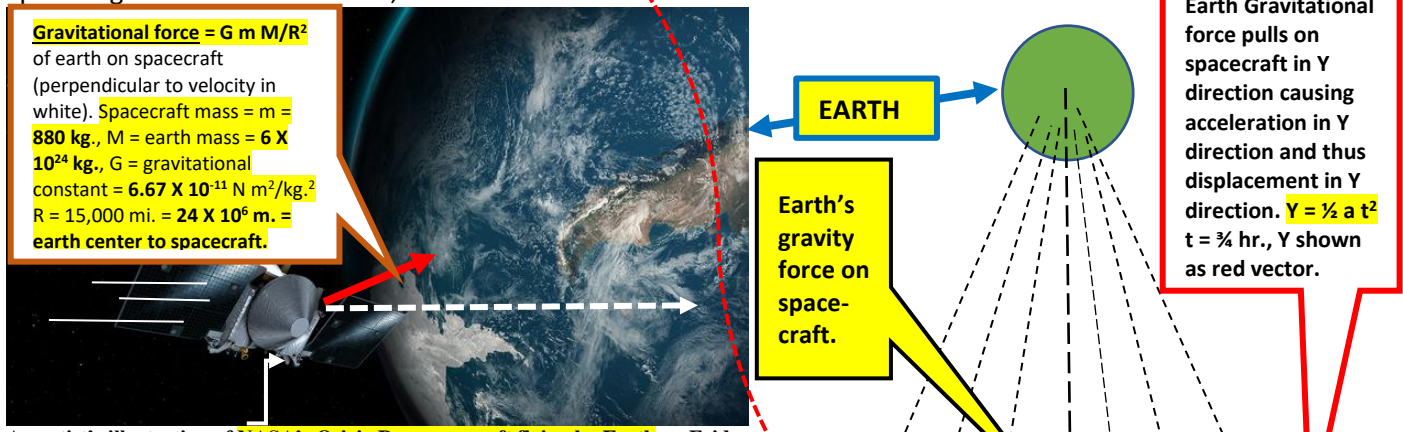 Gravitational force = G m M/R²
of earth on spacecraft
(perpendicular to velocity in
white). Spacecraft mass = m =
880 kg., M = earth mass = 6 X
10²⁴ kg., G = gravitational
constant = 6.67 X 10⁻¹¹ N m²/kg.²
R = 15,000 mi. = 24 X 10⁶ m. =
earth center to spacecraft.
EARTH
Earth's
gravity
force on
space-
craft.
Earth Gravitational
force pulls on
spacecraft in Y
direction causing
acceleration in Y
direction and thus
displacement in Y
direction. Y = ½ a t²
t = ¾ hr., Y shown
as red vector.